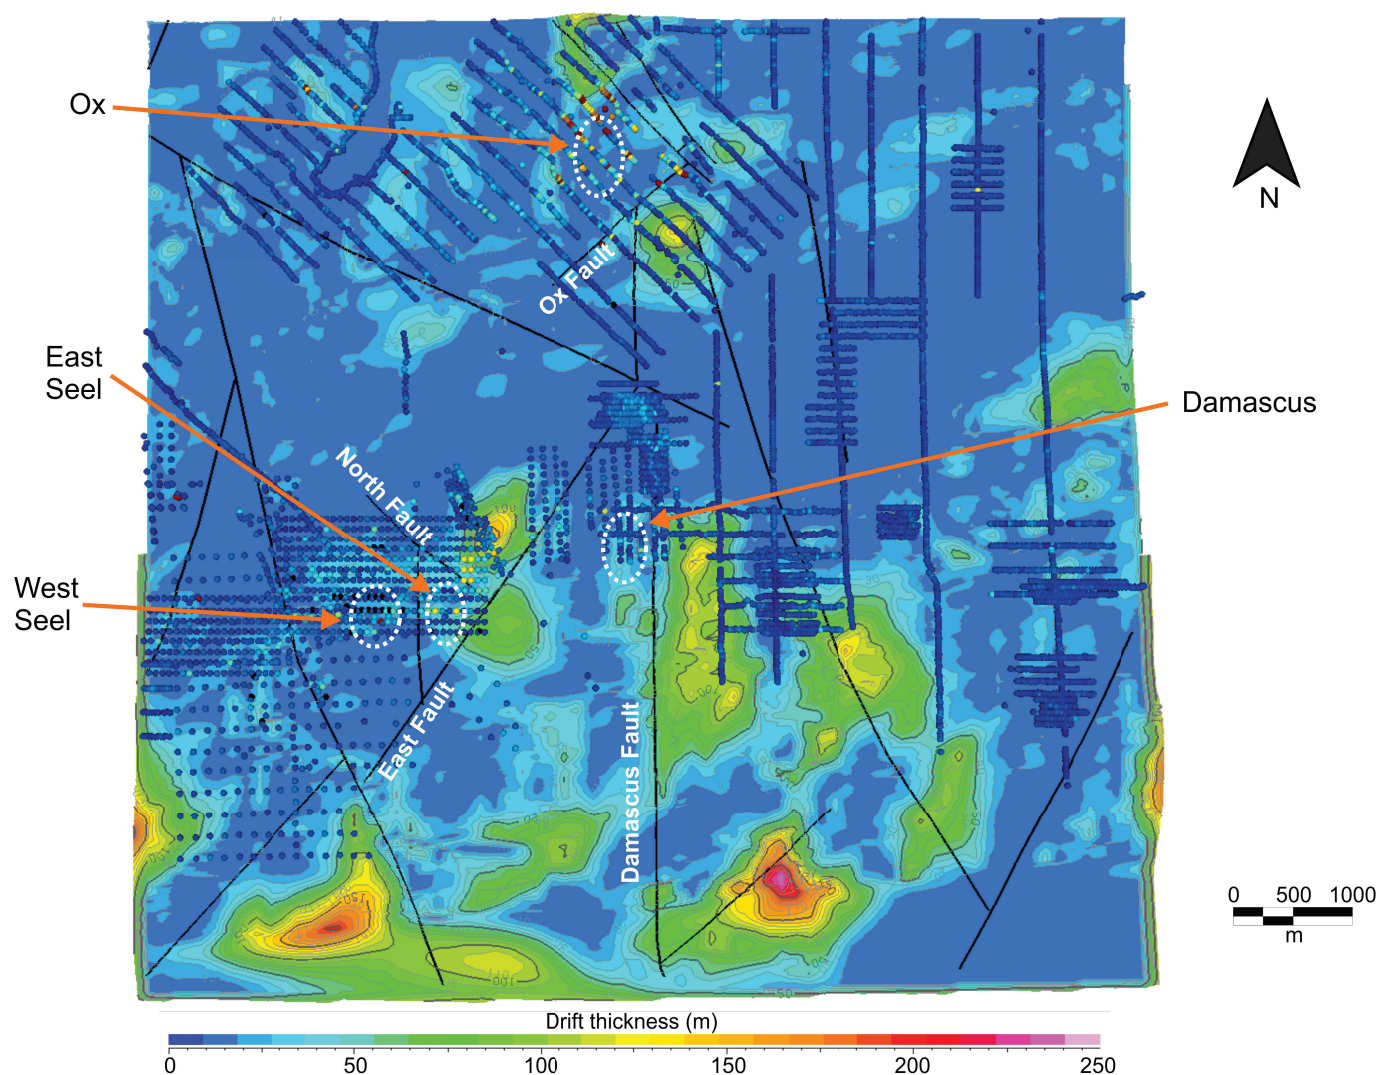 Ox
N
Ox Fault
East
Seel
Damascus
North Fault
West
Seel
East Fault
Damascus Fault
0 500 1000
m
Drift thickness (m)
0 50 100 150 200 250